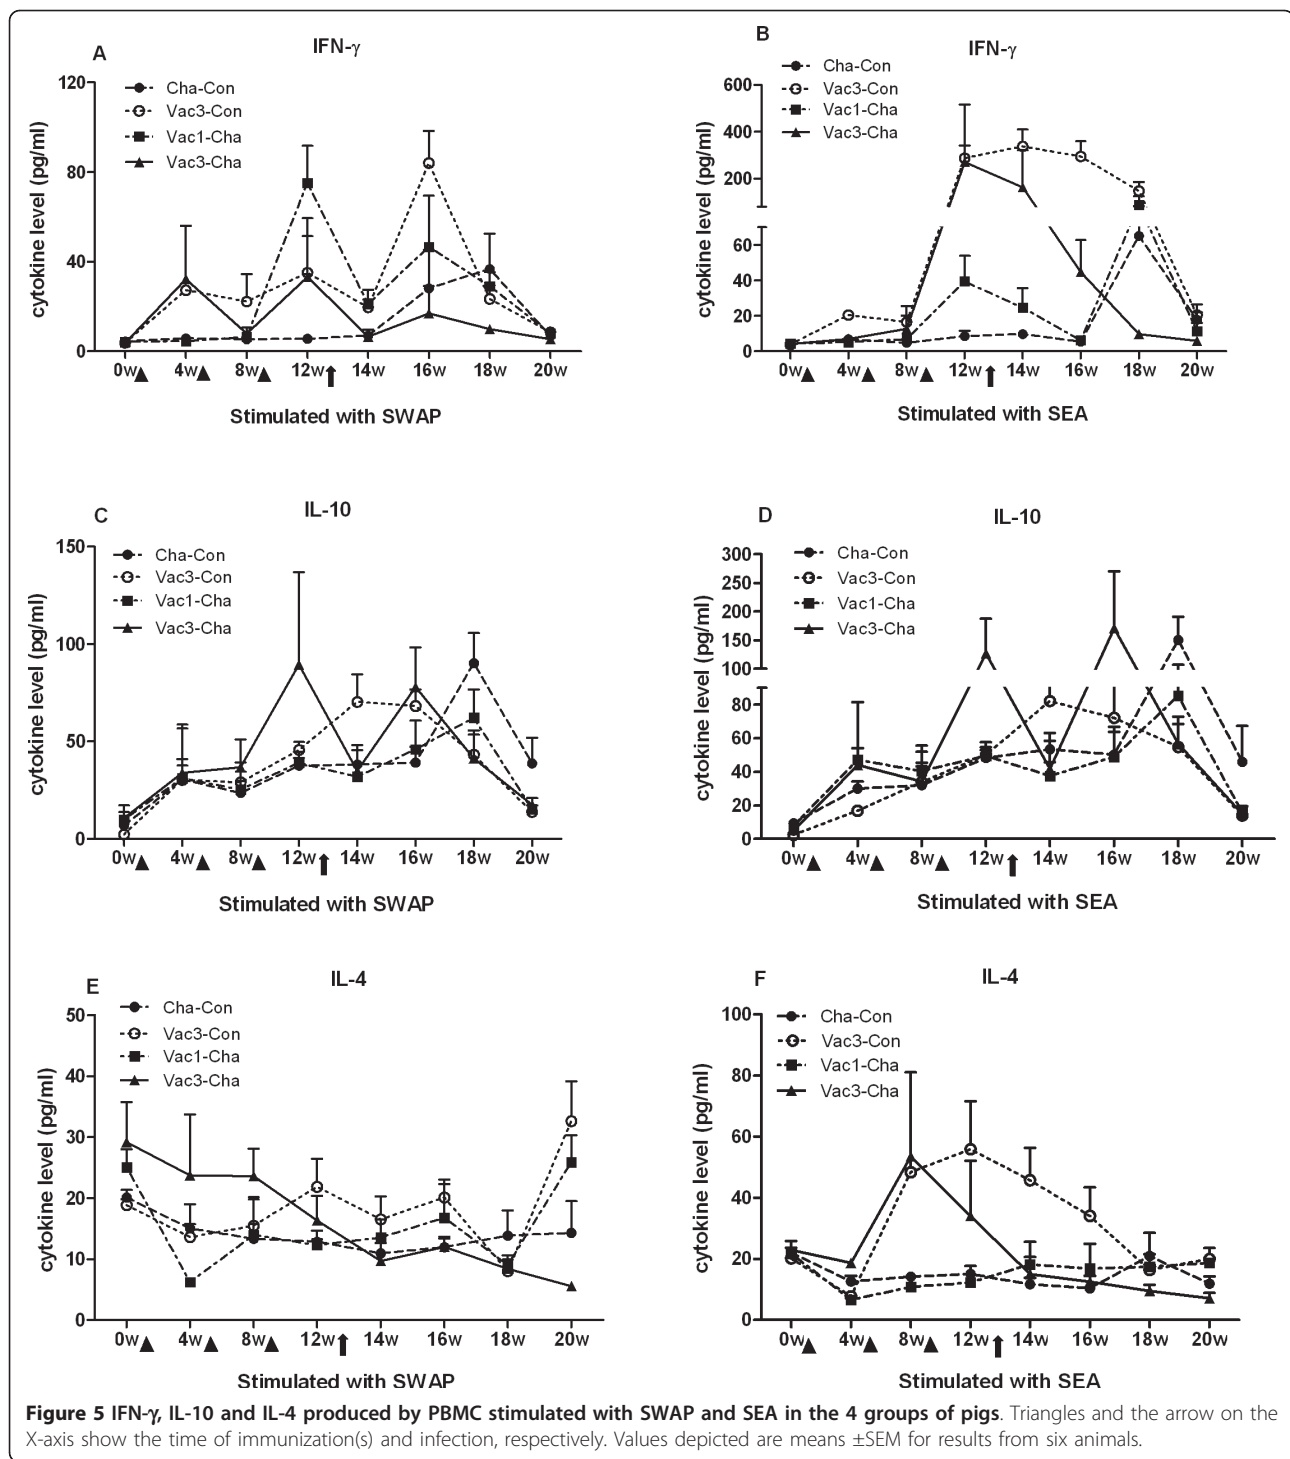 A
IFN-γ
120
80
40
0
cytokine level (pg/ml)
Cha-Con
Vac3-Con
Vac1-Cha
Vac3-Cha
0w 4w 8w 12w 14w 16w 18w 20w
Stimulated with SWAP
B
IFN-γ
600
400
200
60
40
20
0
cytokine level (pg/ml)
Cha-Con
Vac3-Con
Vac1-Cha
Vac3-Cha
0w 4w 8w 12w 14w 16w 18w 20w
Stimulated with SEA
C
IL-10
150
100
50
0
cytokine level (pg/ml)
Cha-Con
Vac3-Con
Vac1-Cha
Vac3-Cha
0w 4w 8w 12w 14w 16w 18w 20w
Stimulated with SWAP
D
IL-10
300
250
200
150
100
80
60
40
20
0
cytokine level (pg/ml)
Cha-Con
Vac3-Con
Vac1-Cha
Vac3-Cha
0w 4w 8w 12w 14w 16w 18w 20w
Stimulated with SEA
E
IL-4
50
40
30
20
10
0
cytokine level (pg/ml)
Cha-Con
Vac3-Con
Vac1-Cha
Vac3-Cha
0w 4w 8w 12w 14w 16w 18w 20w
Stimulated with SWAP
F
IL-4
100
80
60
40
20
0
cytokine level (pg/ml)
Cha-Con
Vac3-Con
Vac1-Cha
Vac3-Cha
0w 4w 8w 12w 14w 16w 18w 20w
Stimulated with SEA
Figure 5 IFN-γ, IL-10 and IL-4 produced by PBMC stimulated with SWAP and SEA in the 4 groups of pigs. Triangles and the arrow on the
X-axis show the time of immunization(s) and infection, respectively. Values depicted are means ±SEM for results from six animals.